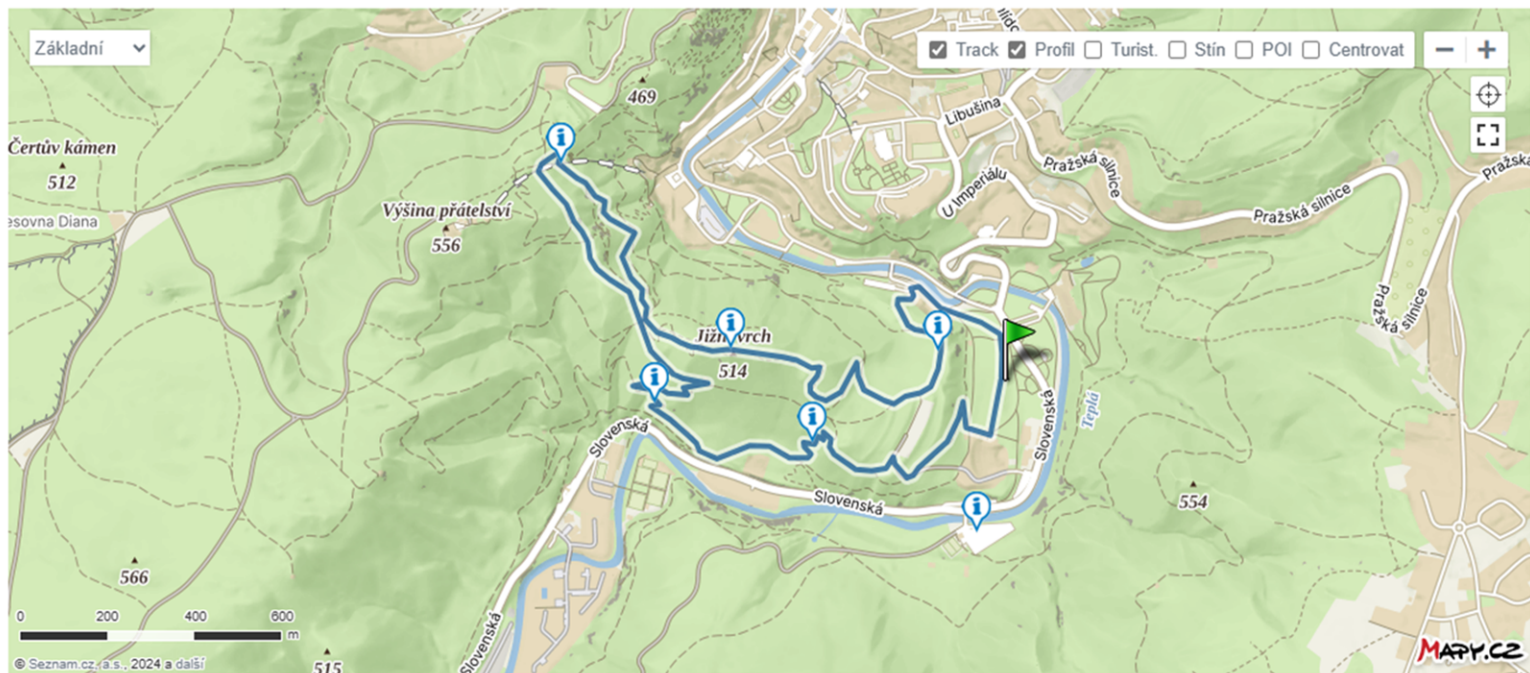 Základní
Track Profil Turist. Stín POI Centrovat
469
Libušina
Čertův kámen
512
Pražská silnice
U Imperiálu
Pražská silnice
Pražská
esovna Diana
Výšina přátelství
556
Pražská silnice
514
Teplá
Slovenská
Slovenská
Slovenská
554
566
0 200 400 600
m
Slovenská
515
© Seznam.cz, a.s., 2024 a další
MAPY.CZ